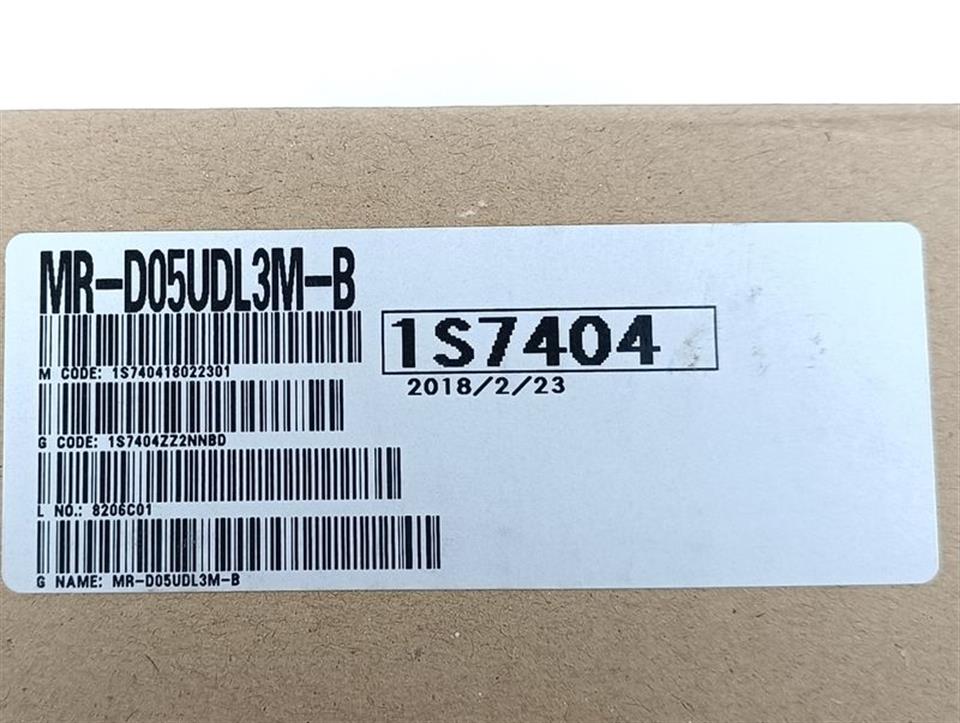 MR-D05UDL3M-B
1S7404
2018/2/23
M CODE: 1S740418022301
G CODE: 1S7404ZZ2NNBD
L NO.: 8206C01
G NAME: MR-D05UDL3M-B